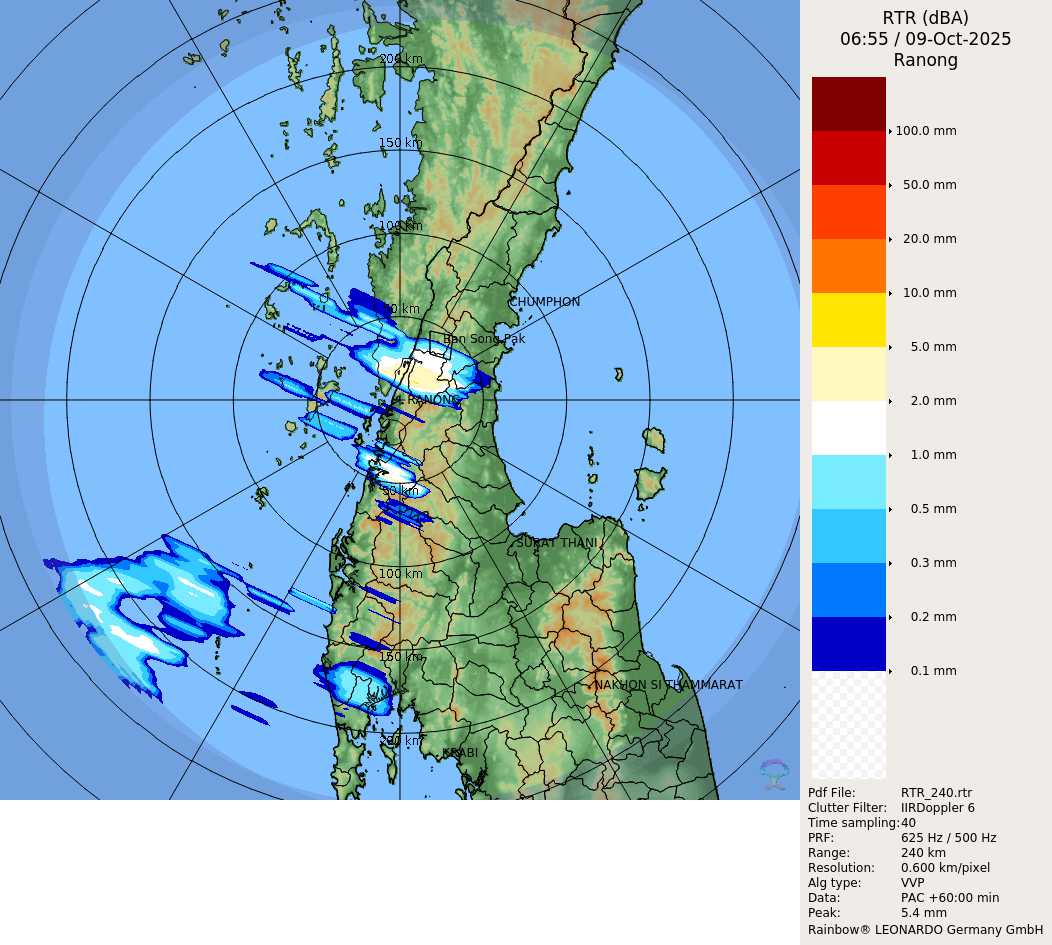 RTR (dBA)
06:55 / 09-Oct-2025
Ranong
100.0 mm
50.0 mm
20.0 mm
10.0 mm
5.0 mm
2.0 mm
1.0 mm
0.5 mm
0.3 mm
0.2 mm
0.1 mm
Pdf File: RTR_240.rtr
Clutter Filter: IIRDoppler 6
Time sampling: 40
PRF: 625 Hz / 500 Hz
Range: 240 km
Resolution: 0.600 km/pixel
Alg type: VVP
Data: PAC +60:00 min
Peak: 5.4 mm
Rainbow® LEONARDO Germany GmbH
200 km
150 km
100 km
CHUMPHON
50 km
Ban Song Pak
RANONG
50 km
SURAT THANI
100 km
150 km
NAKHON SI THAMMARAT
200 km
KRABI